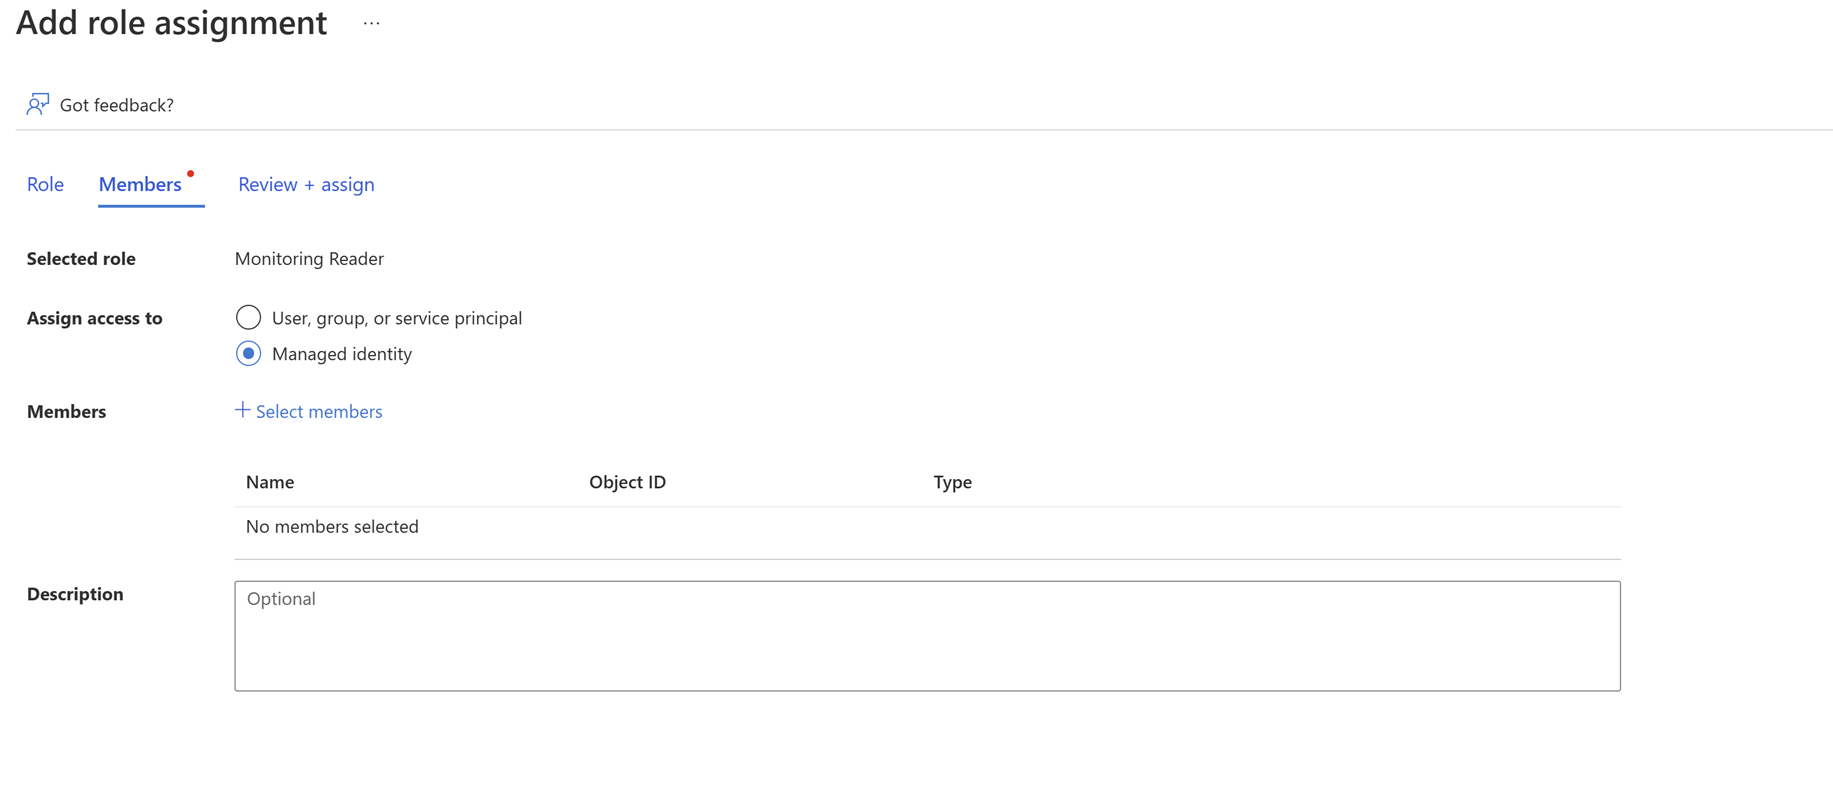 Add role assignment ...
Got feedback?
Role Members Review + assign
Selected role Monitoring Reader
Assign access to User, group, or service principal
Managed identity
Members + Select members
Name Object ID Type
No members selected
Description Optional